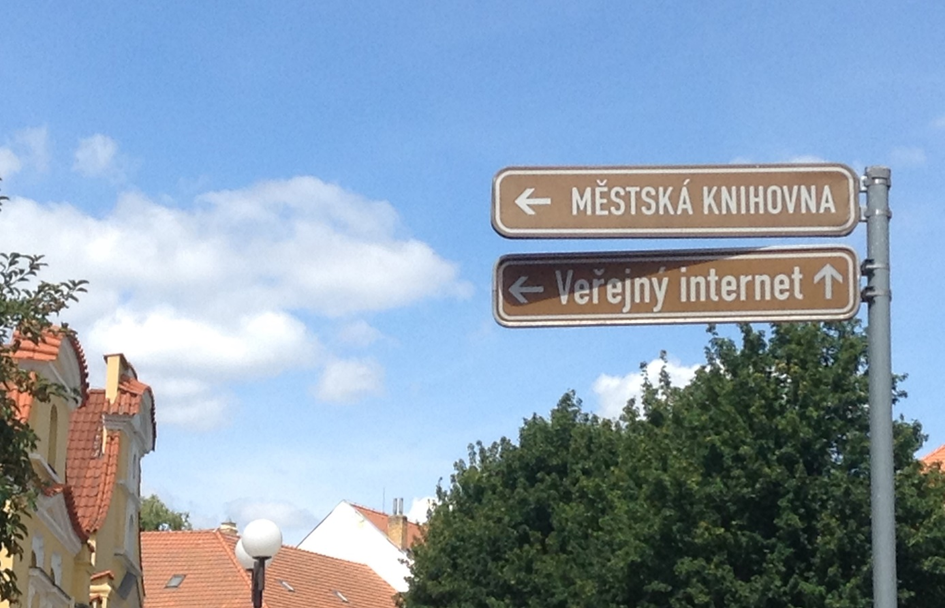 ← MĚSTSKÁ KNIHOVNA
← Veřejný internet ↑